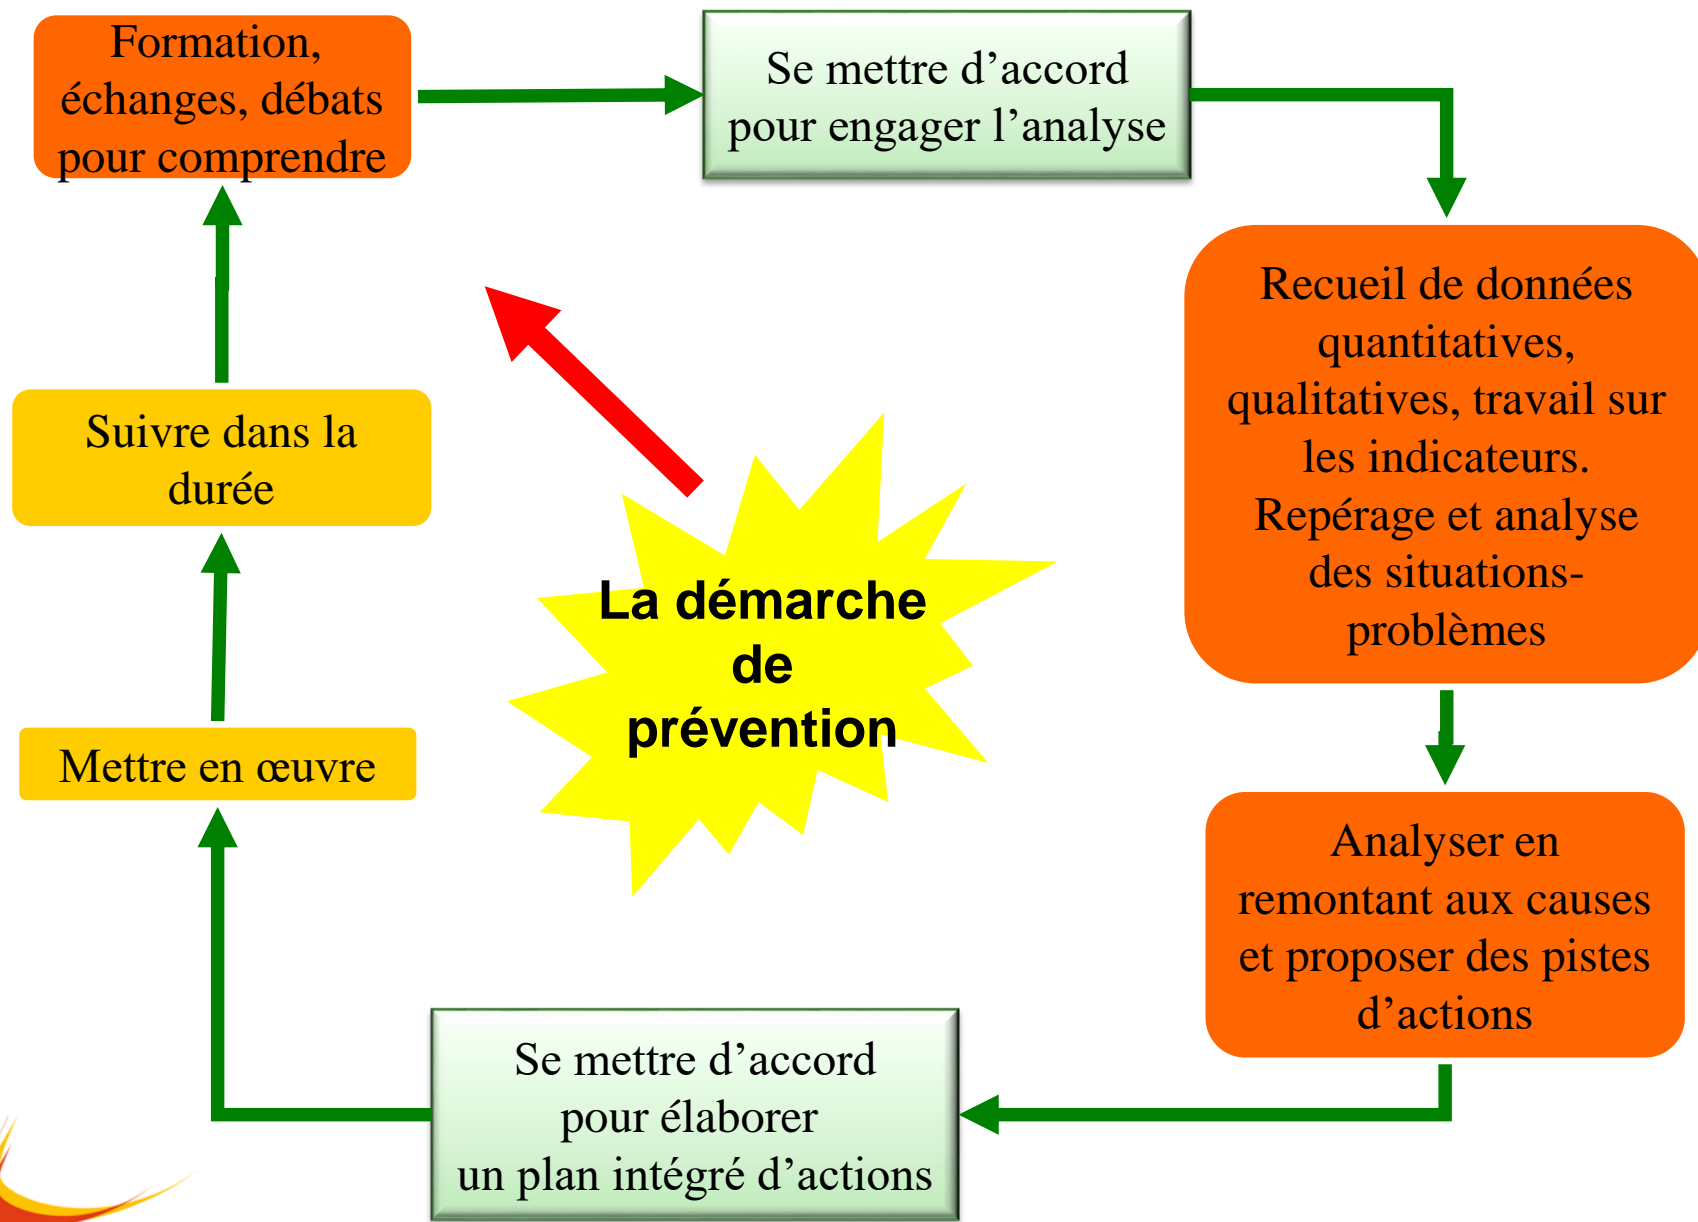 Formation,
échanges, débats
pour comprendre
Se mettre d’accord
pour engager l’analyse
Recueil de données
quantitatives,
qualitatives, travail sur
les indicateurs.
Repérage et analyse
des situations-
problèmes
Analyser en
remontant aux causes
et proposer des pistes
d’actions
Se mettre d’accord
pour élaborer
un plan intégré d’actions
Mettre en œuvre
Suivre dans la
durée
La démarche
de
prévention